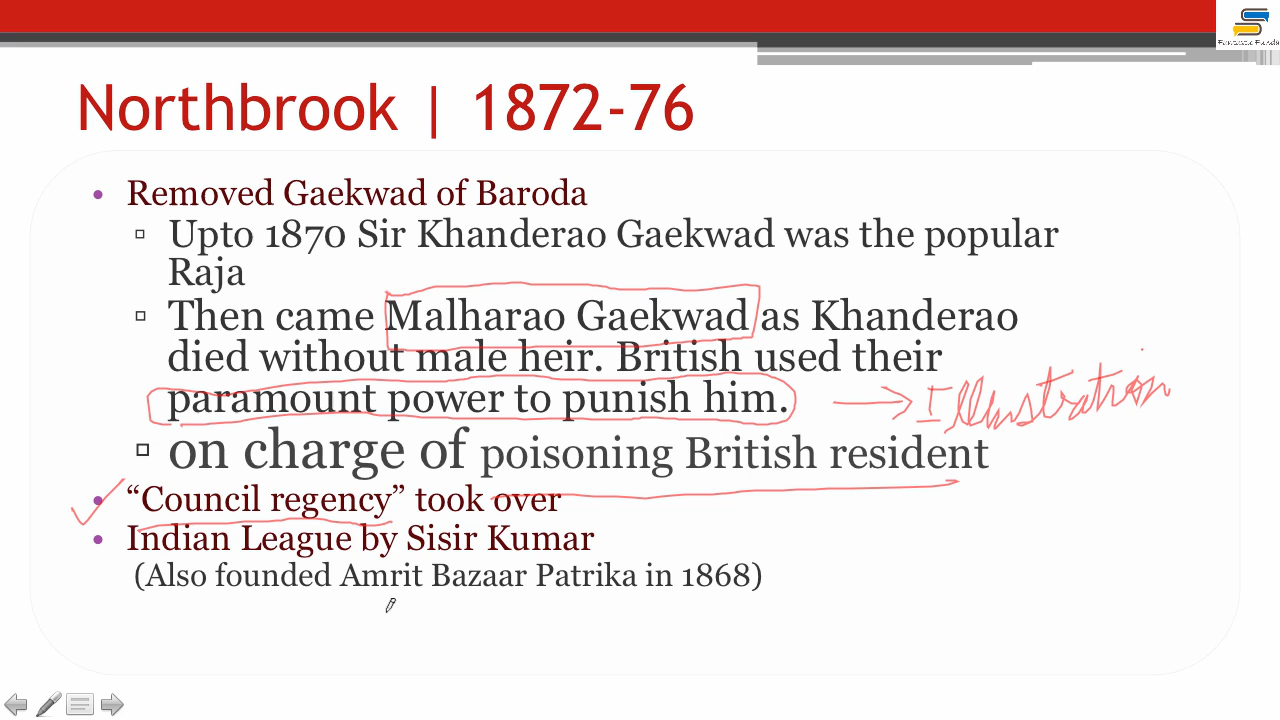 Northbrook | 1872-76
• Removed Gaekwad of Baroda
▫ Upto 1870 Sir Khanderao Gaekwad was the popular
Raja
▫ Then came Malharao Gaekwad as Khanderao
died without male heir. British used their
paramount power to punish him.
Illustration
▫ on charge of poisoning British resident
• “Council regency” took over
• Indian League by Sisir Kumar
(Also founded Amrit Bazaar Patrika in 1868)